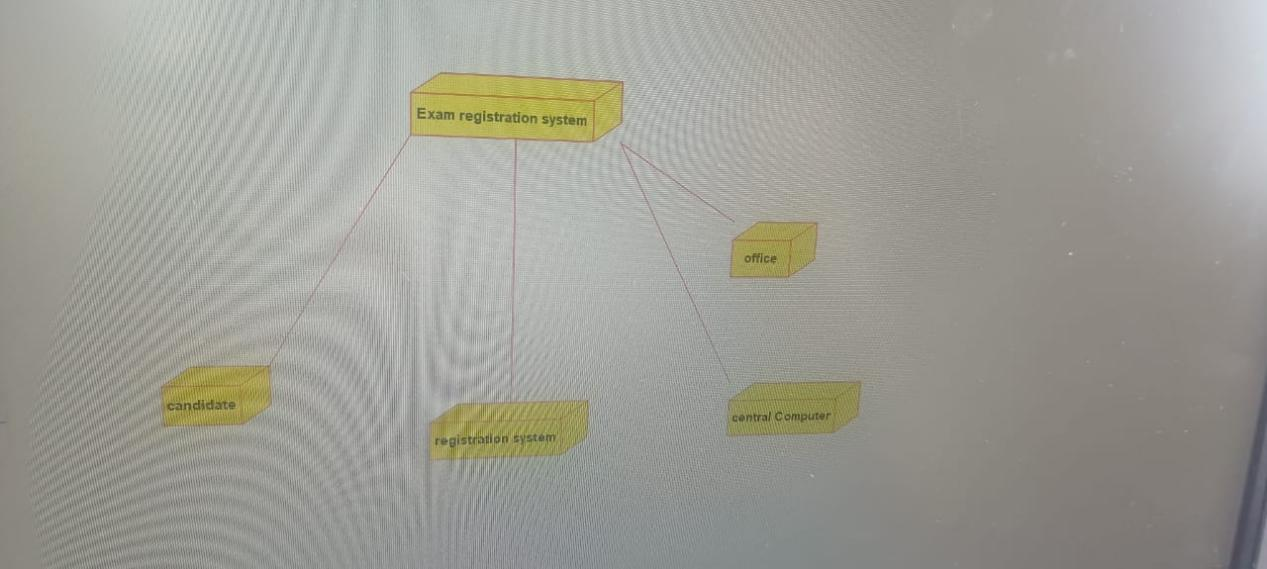 Exam registration system
office
candidate
registration system
central Computer